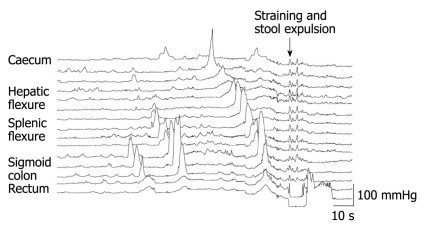 Straining and
stool expulsion
Caecum
Hepatic
flexure
Splenic
flexure
Sigmoid
colon
Rectum
100 mmHg
10 s